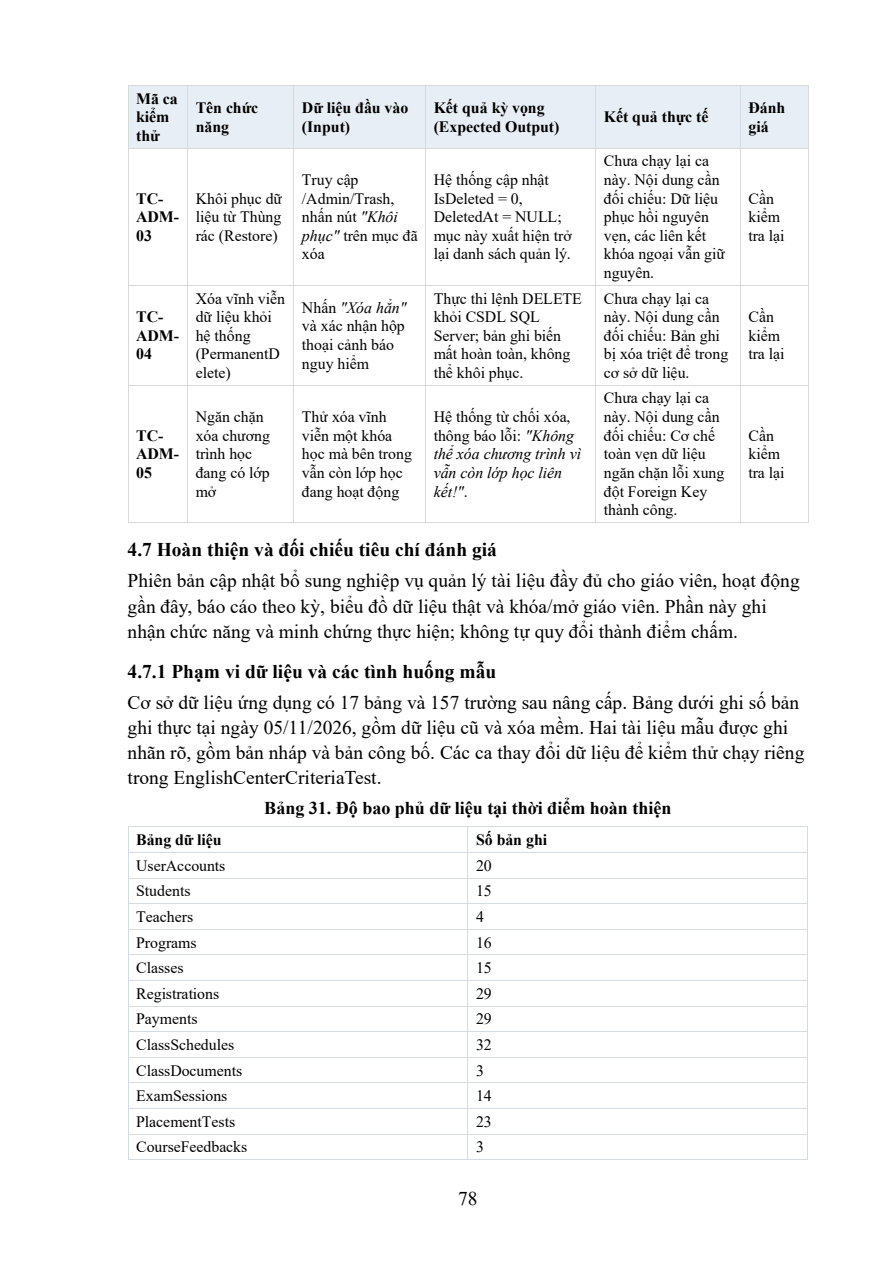 Mã ca
kiểm
thử
Tên chức
năng
Dữ liệu đầu vào
(Input)
Kết quả kỳ vọng
(Expected Output)
Kết quả thực tế
Đánh
giá
TC-
ADM-
03
Khôi phục dữ
liệu từ Thùng
rác (Restore)
Truy cập
/Admin/Trash,
nhấn nút "Khôi
phục" trên mục đã
xóa
Hệ thống cập nhật
IsDeleted = 0,
DeletedAt = NULL;
mục này xuất hiện trở
lại danh sách quản lý.
Chưa chạy lại ca
này. Nội dung cần
đối chiếu: Dữ liệu
phục hồi nguyên
vẹn, các liên kết
khóa ngoại vẫn giữ
nguyên.
Cần
kiểm
tra lại
TC-
ADM-
04
Xóa vĩnh viễn
dữ liệu khỏi
hệ thống
(PermanentD
elete)
Nhấn "Xóa hẳn"
và xác nhận hộp
thoại cảnh báo
nguy hiểm
Thực thi lệnh DELETE
khỏi CSDL SQL
Server; bản ghi biến
mất hoàn toàn, không
thể khôi phục.
Chưa chạy lại ca
này. Nội dung cần
đối chiếu: Bản ghi
bị xóa triệt để trong
cơ sở dữ liệu.
Cần
kiểm
tra lại
TC-
ADM-
05
Ngăn chặn
xóa chương
trình học
đang có lớp
mở
Thử xóa vĩnh
viễn một khóa
học mà bên trong
vẫn còn lớp học
đang hoạt động
Hệ thống từ chối xóa,
thông báo lỗi: "Không
thể xóa chương trình vì
vẫn còn lớp học liên
kết!".
Chưa chạy lại ca
này. Nội dung cần
đối chiếu: Cơ chế
toàn vẹn dữ liệu
ngăn chặn lỗi xung
đột Foreign Key
thành công.
Cần
kiểm
tra lại
4.7 Hoàn thiện và đối chiếu tiêu chí đánh giá
Phiên bản cập nhật bổ sung nghiệp vụ quản lý tài liệu đầy đủ cho giáo viên, hoạt động
gần đây, báo cáo theo kỳ, biểu đồ dữ liệu thật và khóa/mở giáo viên. Phần này ghi
nhận chức năng và minh chứng thực hiện; không tự quy đổi thành điểm chấm.
4.7.1 Phạm vi dữ liệu và các tình huống mẫu
Cơ sở dữ liệu ứng dụng có 17 bảng và 157 trường sau nâng cấp. Bảng dưới ghi số bản
ghi thực tại ngày 05/11/2026, gồm dữ liệu cũ và xóa mềm. Hai tài liệu mẫu được ghi
nhãn rõ, gồm bản nháp và bản công bố. Các ca thay đổi dữ liệu để kiểm thử chạy riêng
trong EnglishCenterCriteriaTest.
Bảng 31. Độ bao phủ dữ liệu tại thời điểm hoàn thiện
Bảng dữ liệu Số bản ghi
UserAccounts 20
Students 15
Teachers 4
Programs 16
Classes 15
Registrations 29
Payments 29
ClassSchedules 32
ClassDocuments 3
ExamSessions 14
PlacementTests 23
CourseFeedbacks 3
78